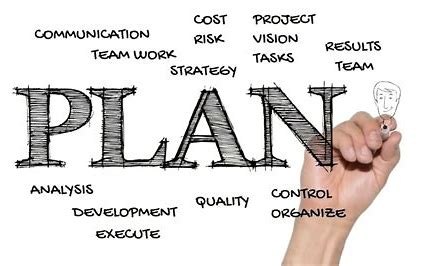 COST
PROJECT
COMMUNICATION
RISK
VISION
TEAM WORK
TASKS
RESULTS
STRATEGY
TEAM
PLAN
ANALYSIS
DEVELOPMENT
QUALITY
CONTROL
ORGANIZE
EXECUTE